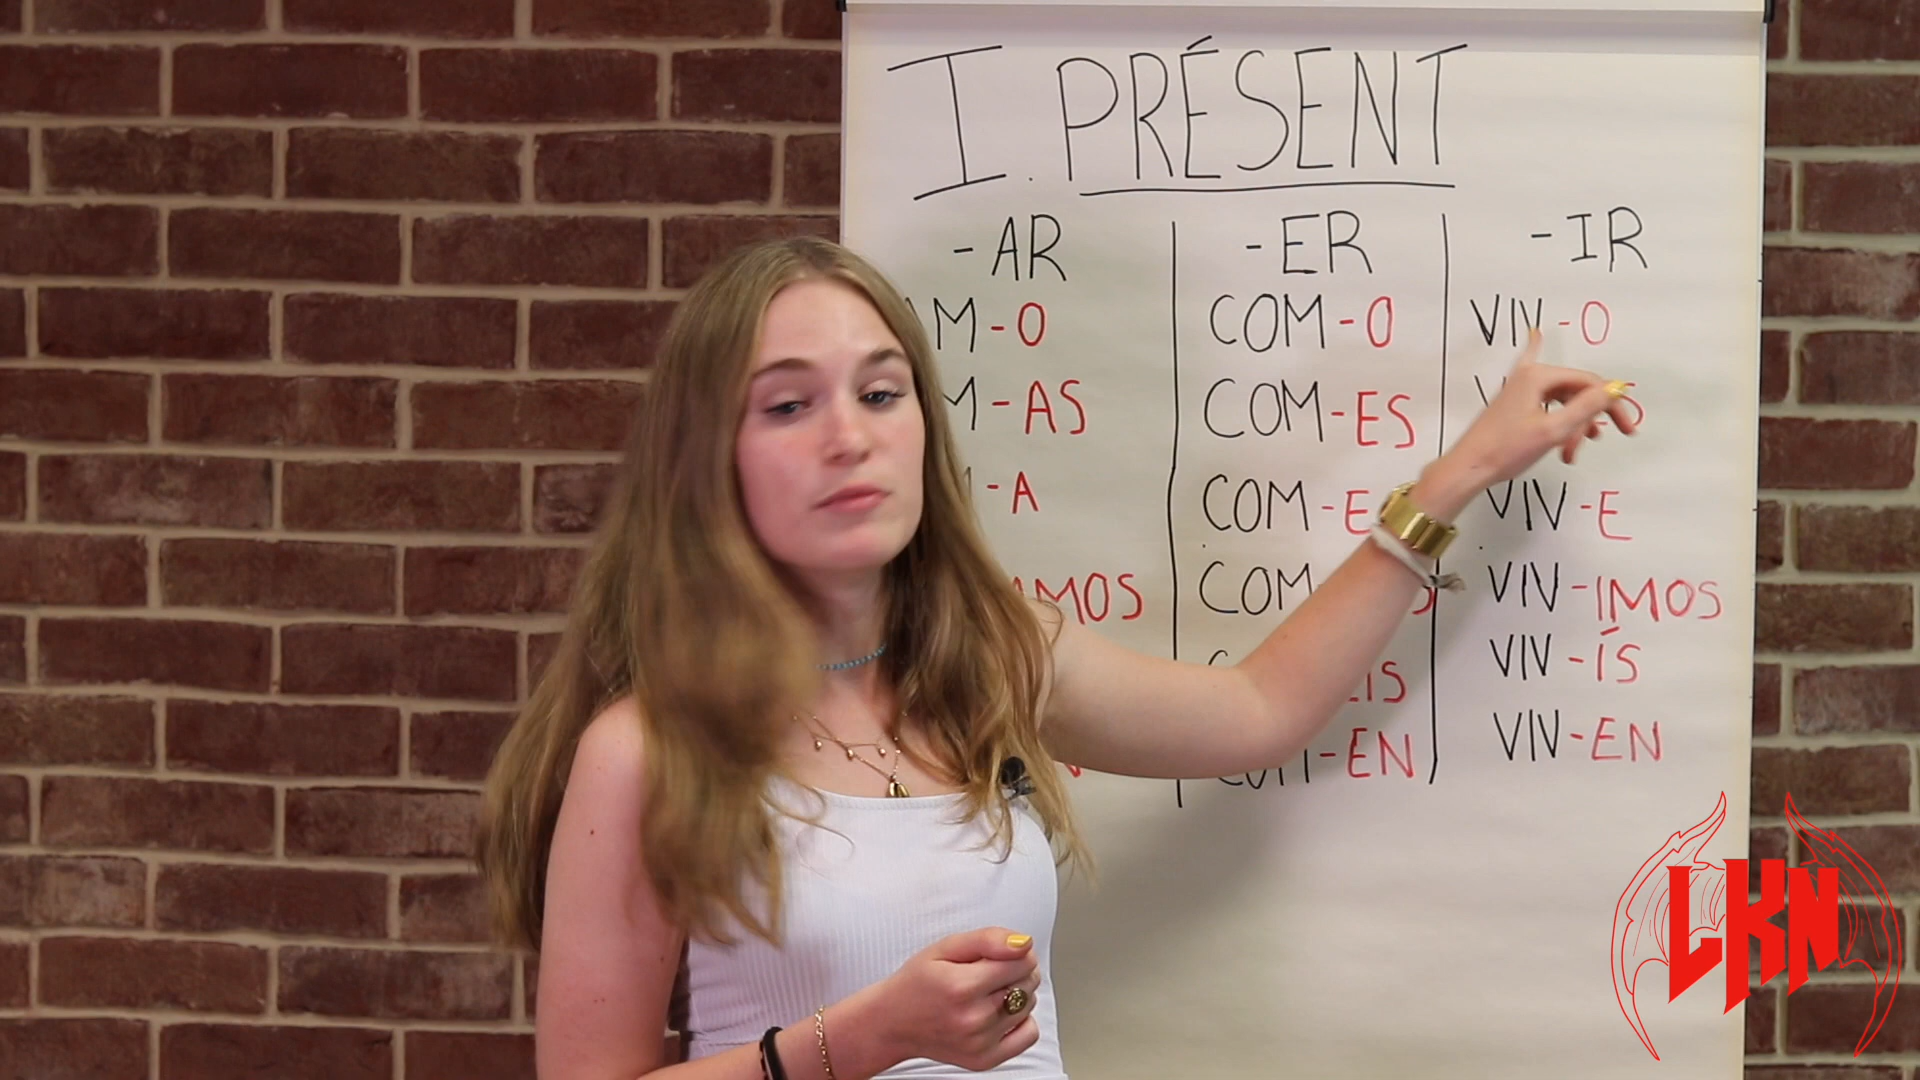 I. PRÉSENT
-AR -ER -IR
M-O COM-O VIV-O
M-AS COM-ES S
-A COM-E VIV-E
AMOS COM- S VIV-IMOS
IS VIV-ÍS
-EN VIV-EN
LKN